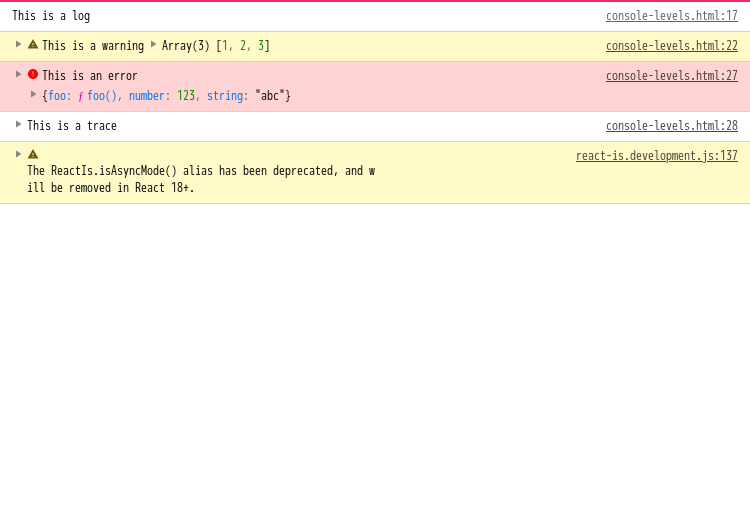 This is a log console-levels.html:17
This is a warning Array(3) [1, 2, 3] console-levels.html:22
This is an error console-levels.html:27
{foo: ƒ foo(), number: 123, string: "abc"}
This is a trace console-levels.html:28
react-is.development.js:137
The ReactIs.isAsyncMode() alias has been deprecated, and w
ill be removed in React 18+.